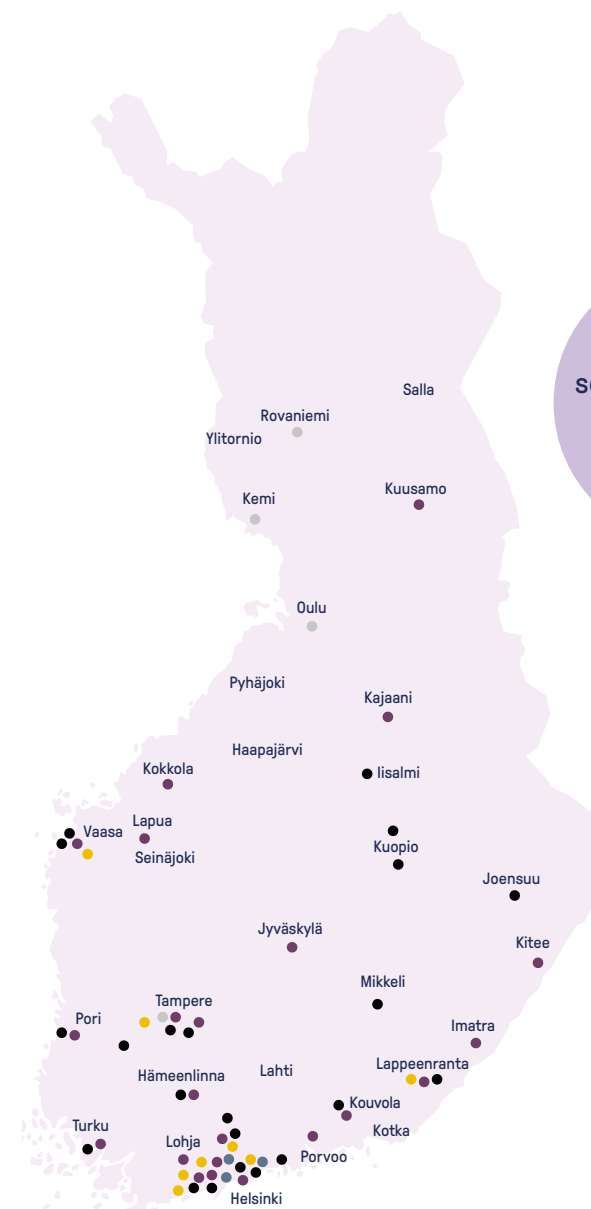 Salla
Rovaniemi
Ylitornio
Kemi
Kuusamo
Oulu
Pyhäjoki
Kajaani
Haapajärvi
Kokkola
Iisalmi
Lapua
Vaasa
Seinäjoki
Kuopio
Joensuu
Jyväskylä
Kitee
Mikkeli
Tampere
Pori
Imatra
Lappeenranta
Lahti
Hämeenlinna
Kouvola
Turku
Kotka
Lohja
Porvoo
Helsinki